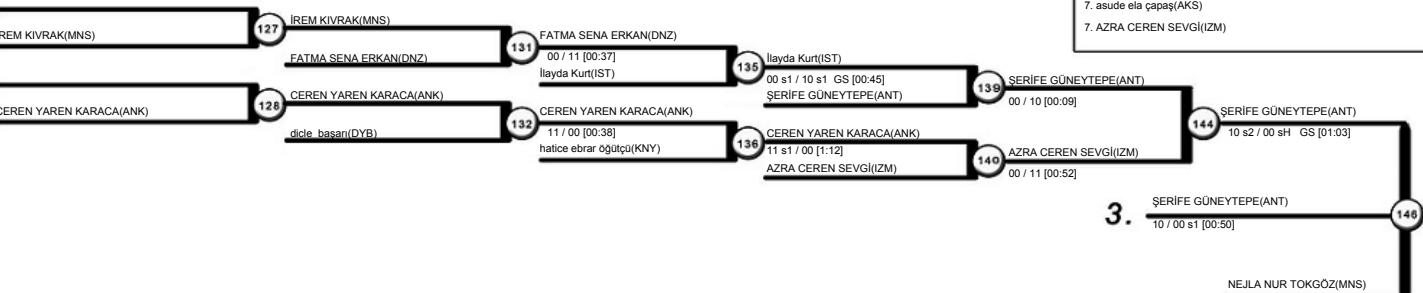 7. asude ela çapaş(AKS)
7. AZRA CEREN SEVGİ(IZM)
REM KIVRAK(MNS)
127
İREM KIVRAK(MNS)
FATMA SENA ERKAN(DNZ)
131
FATMA SENA ERKAN(DNZ)
00 / 11 [00:37]
İlayda Kurt(IST)
135
İlayda Kurt(IST)
00 s1 / 10 s1 GS [00:45]
ŞERİFE GÜNEYTEPE(ANT)
139
ŞERİFE GÜNEYTEPE(ANT)
00 / 10 [00:09]
CEREN YAREN KARACA(ANK)
128
CEREN YAREN KARACA(ANK)
dicle başarı(DYB)
132
CEREN YAREN KARACA(ANK)
11 / 00 [00:38]
hatice ebrar öğütçü(KNY)
136
CEREN YAREN KARACA(ANK)
11 s1 / 00 [1:12]
AZRA CEREN SEVGİ(IZM)
140
AZRA CEREN SEVGİ(IZM)
00 / 11 [00:52]
144
ŞERİFE GÜNEYTEPE(ANT)
10 s2 / 00 sH GS [01:03]
3.
ŞERİFE GÜNEYTEPE(ANT)
10 / 00 s1 [00:50]
146
NEJLA NUR TOKGÖZ(MNS)